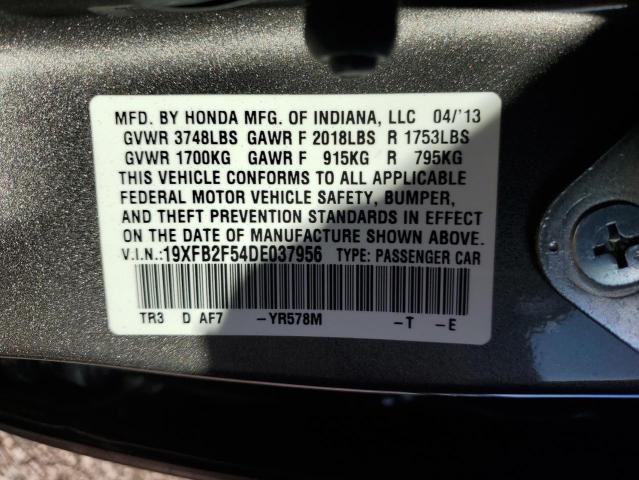 MFD. BY HONDA MFG. OF INDIANA, LLC 04/'13
GVWR 3748LBS GAWR F 2018LBS R 1753LBS
GVWR 1700KG GAWR F 915KG R 795KG
THIS VEHICLE CONFORMS TO ALL APPLICABLE
FEDERAL MOTOR VEHICLE SAFETY, BUMPER,
AND THEFT PREVENTION STANDARDS IN EFFECT
ON THE DATE OF MANUFACTURE SHOWN ABOVE.
V.I.N.:19XFB2F54DE037956 TYPE: PASSENGER CAR
TR3 D AF7 -YR578M -T -E